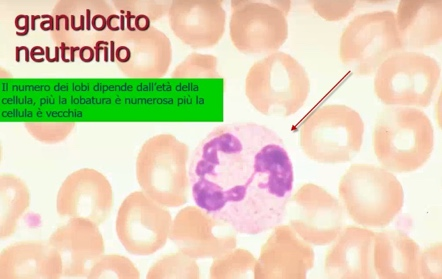 granulocito
neutrofilo
Il numero dei lobi dipende dall'età della
cellula, più la lobatura è numerosa più la
cellula è vecchia